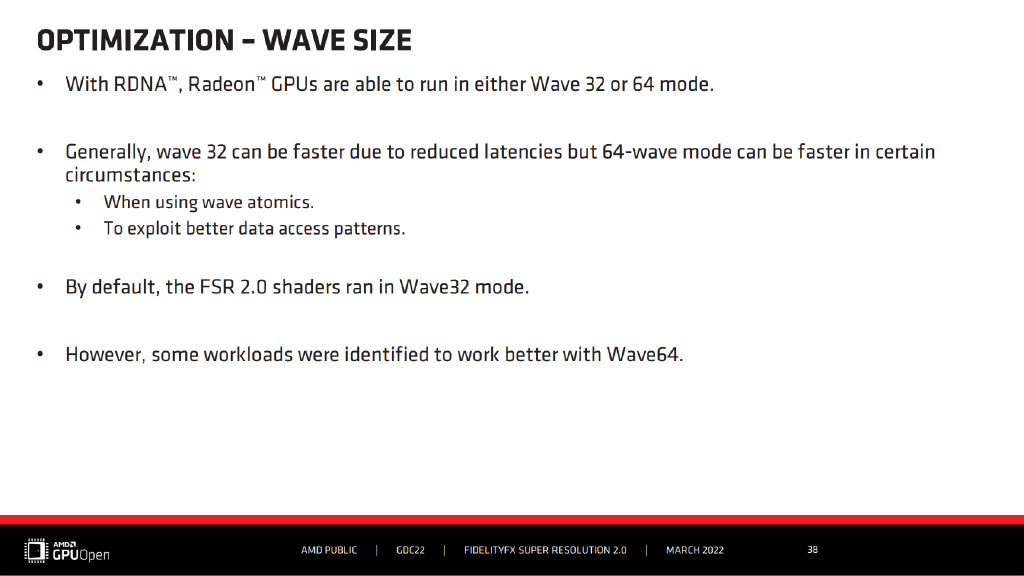 OPTIMIZATION – WAVE SIZE
• With RDNA™, Radeon™ GPUs are able to run in either Wave 32 or 64 mode.
• Generally, wave 32 can be faster due to reduced latencies but 64-wave mode can be faster in certain
circumstances:
• When using wave atomics.
• To exploit better data access patterns.
• By default, the FSR 2.0 shaders ran in Wave32 mode.
• However, some workloads were identified to work better with Wave64.
AMD
GPUOpen
AMD PUBLIC | GDC22 | FIDELITYFX SUPER RESOLUTION 2.0 | MARCH 2022 38